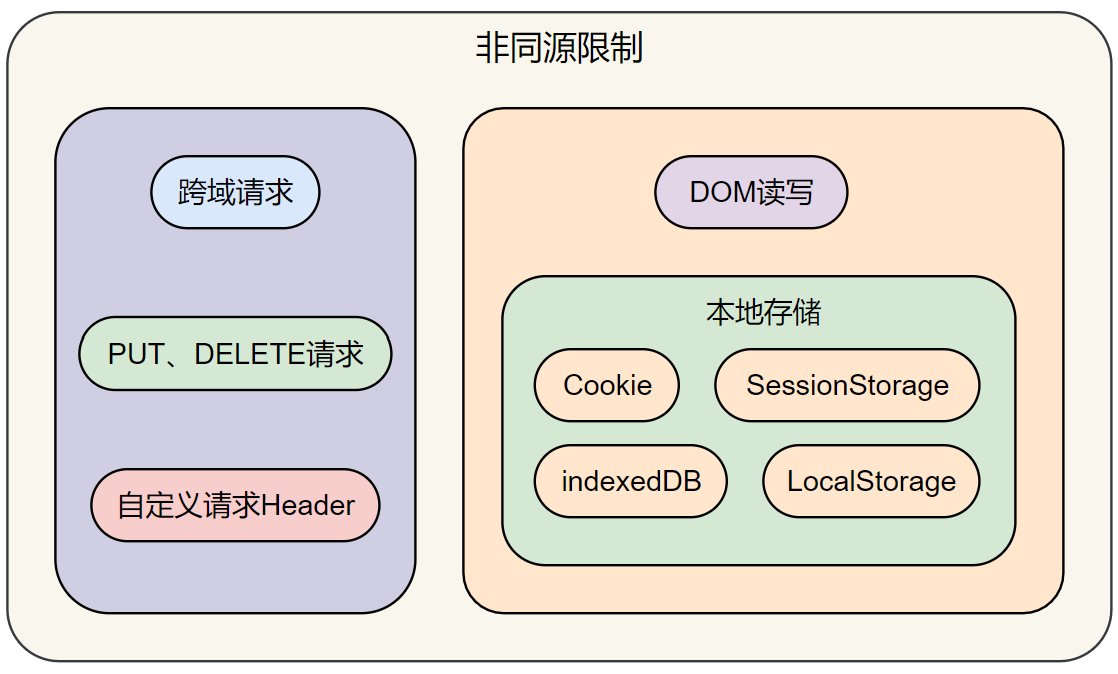 非同源限制
跨域请求
PUT、DELETE请求
自定义请求Header
DOM读写
本地存储
Cookie
SessionStorage
indexedDB
LocalStorage